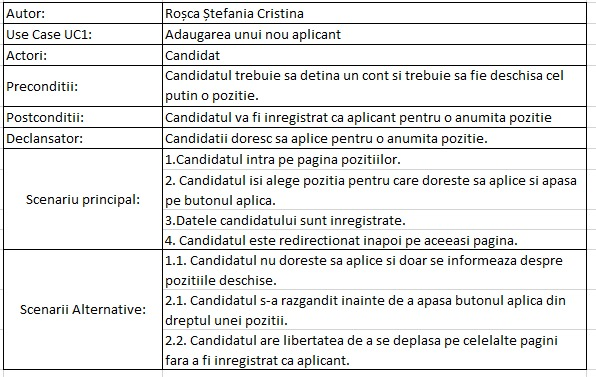 Autor: Roșca Ștefania Cristina
Use Case UC1: Adaugarea unui nou aplicant
Actori: Candidat
Preconditii: Candidatul trebuie sa detina un cont si trebuie sa fie deschisa cel
putin o pozitie.
Postconditii: Candidatul va fi inregistrat ca aplicant pentru o anumita pozitie
Declansator: Candidatii doresc sa aplice pentru o anumita pozitie.
Scenariu principal:
1.Candidatul intra pe pagina pozitiilor.
2. Candidatul isi alege pozitia pentru care doreste sa aplice si apasa
pe butonul aplica.
3.Datele candidatului sunt inregistrate.
4. Candidatul este redirectionat inapoi pe aceeasi pagina.
Scenarii Alternative:
1.1. Candidatul nu doreste sa aplice si doar se informeaza despre
pozitiile deschise.
2.1. Candidatul s-a razgandit inainte de a apasa butonul aplica din
dreptul unei pozitii.
2.2. Candidatul are libertatea de a se deplasa pe celelalte pagini
fara a fi inregistrat ca aplicant.